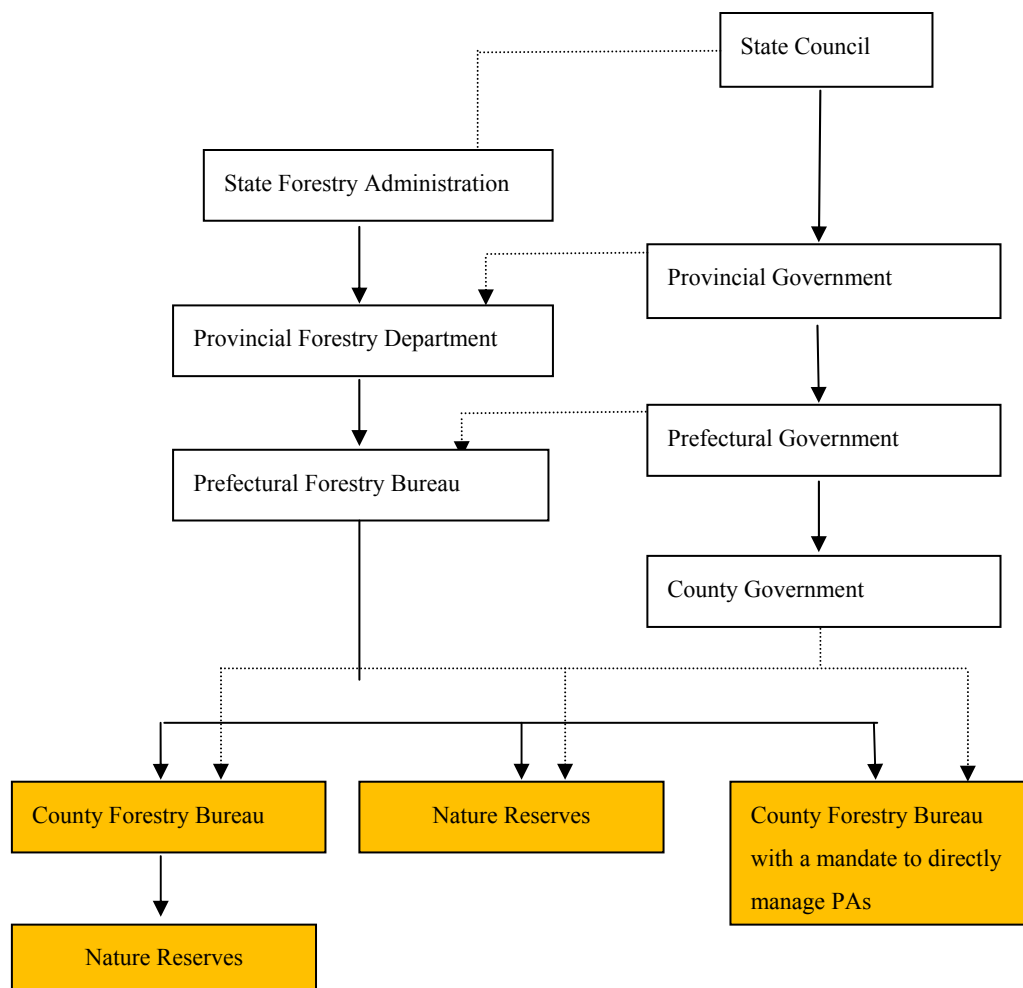 State Council
State Forestry Administration
Provincial Government
Provincial Forestry Department
Prefectural Government
Prefectural Forestry Bureau
County Government
County Forestry Bureau
Nature Reserves
County Forestry Bureau
with a mandate to directly
manage PAs
Nature Reserves